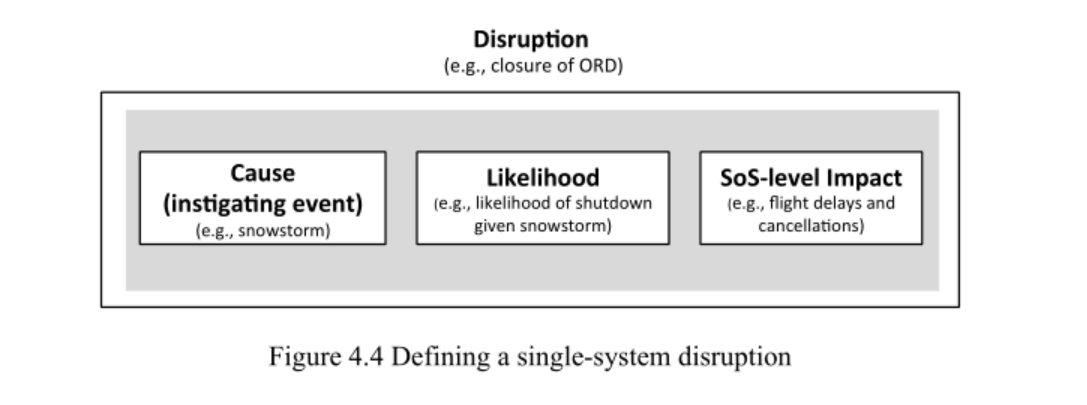 Disruption
(e.g., closure of ORD)
Cause
(instigating event)
(e.g., snowstorm)
Likelihood
(e.g., likelihood of shutdown
given snowstorm)
SoS-level Impact
(e.g., flight delays and
cancellations)
Figure 4.4 Defining a single-system disruption